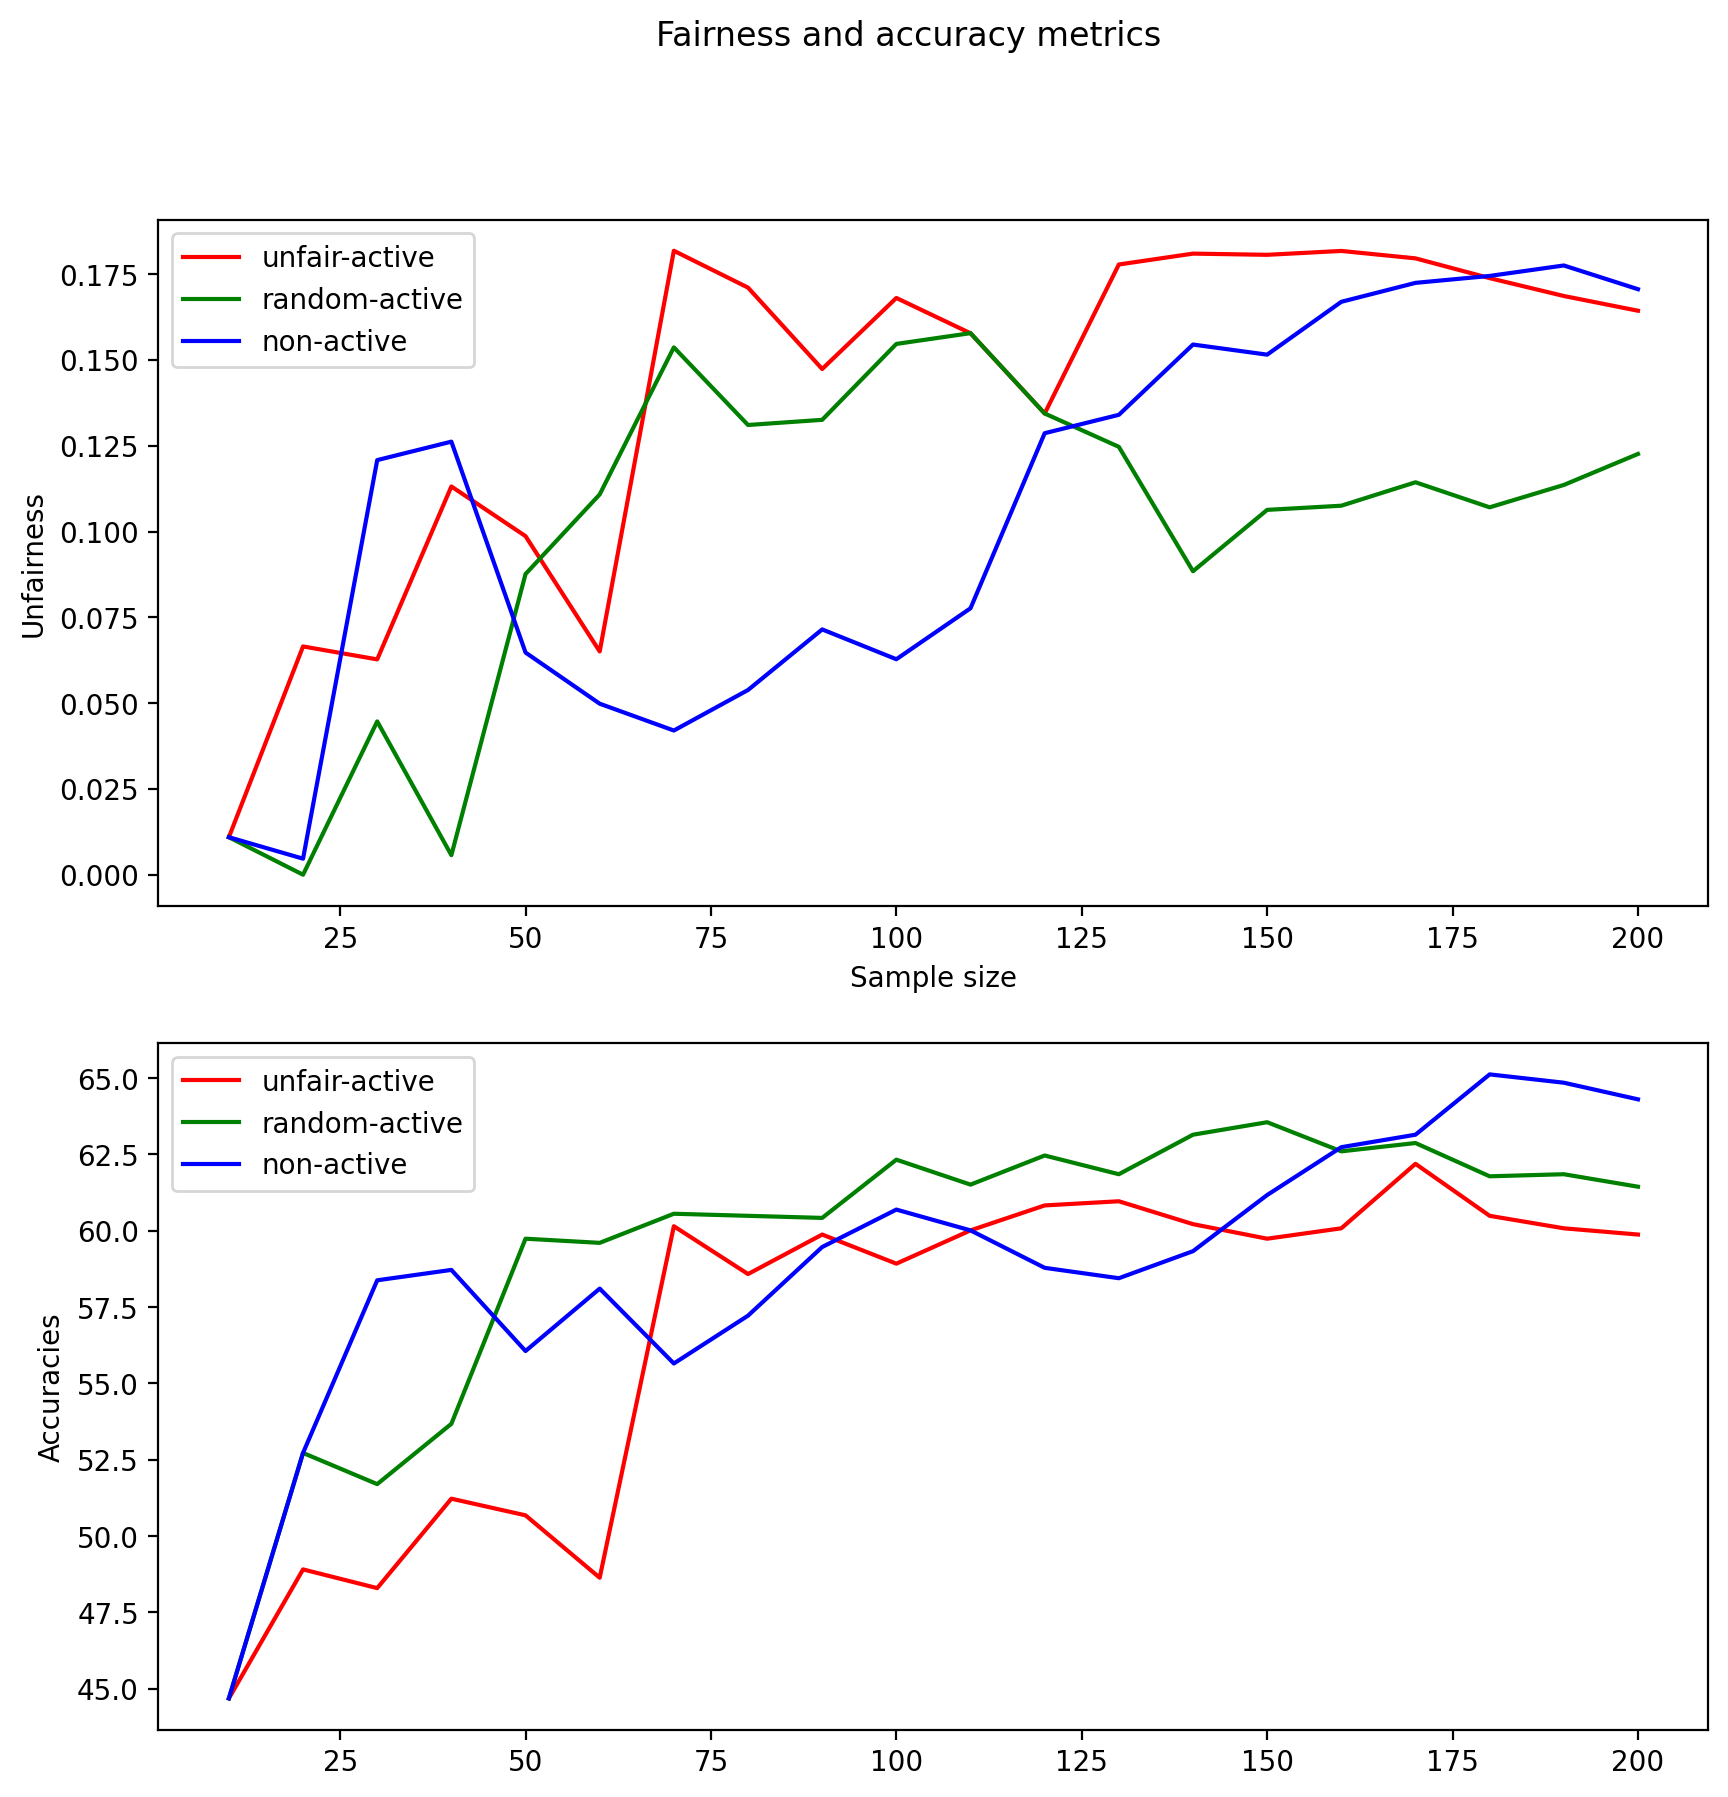 Fairness and accuracy metrics
unfair-active
random-active
non-active
Unfairness
0.175
0.150
0.125
0.100
0.075
0.050
0.025
0.000
25 50 75 100 125 150 175 200
Sample size
unfair-active
random-active
non-active
Accuracies
65.0
62.5
60.0
57.5
55.0
52.5
50.0
47.5
45.0
25 50 75 100 125 150 175 200